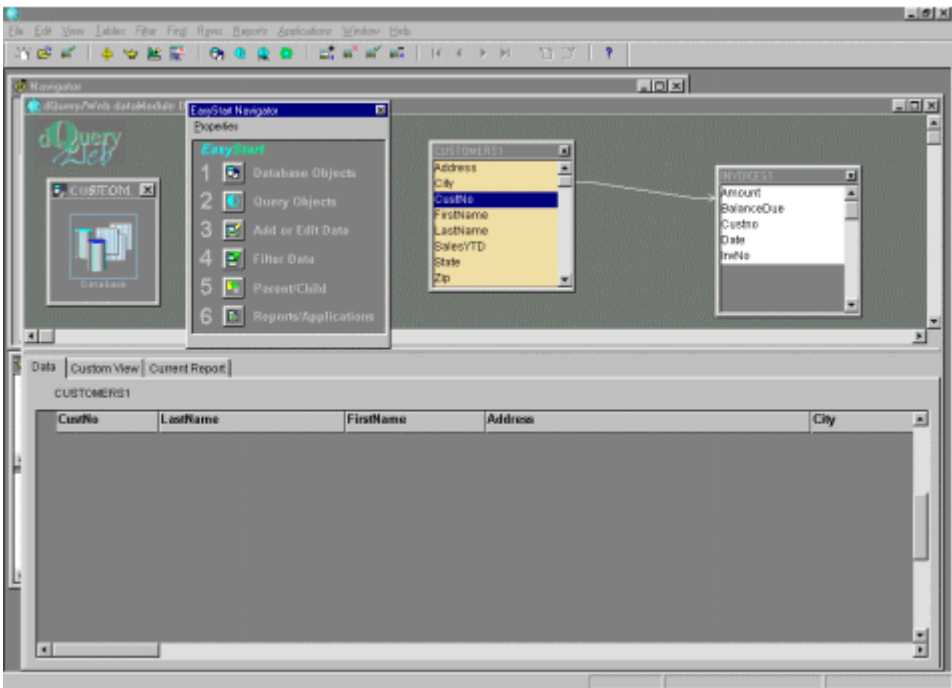 File Edit View Tables Filter Find Rows Reports Applications Window Help
Navigator
dQuery/Web dataModule D
EasyStart Navigator
Properties
EasyStart
1 Database Objects
2 Query Objects
3 Add or Edit Data
4 Filter Data
5 Parent/Child
6 Reports/Applications
dQuery
Web
CUSTOM
Database
CUSTOMERS1
Address
City
CustNo
FirstName
LastName
SalesYTD
State
Zip
INVOICES1
Amount
BalanceDue
Custno
Date
InvNo
Data Custom View Current Report
CUSTOMERS1
CustNo LastName FirstName Address City